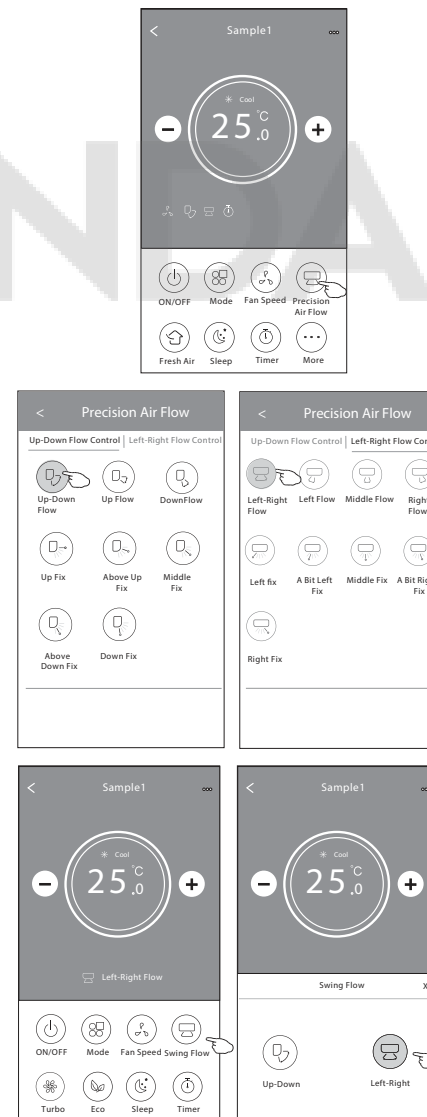 Sample1
Cool
25.0 °C
ON/OFF Mode Fan Speed Precision
Air Flow
Fresh Air Sleep Timer More
< Precision Air Flow
Up-Down Flow Control | Left-Right Flow Control
Up-Down
Flow
Up Flow
DownFlow
Up Fix
Above Up
Fix
Middle
Fix
Above
Down Fix
Down Fix
< Precision Air Flow
Up-Down Flow Control | Left-Right Flow Con
Left-Right
Flow
Left Flow
Middle Flow
Righ
Flow
Left fix
A Bit Left
Fix
Middle Fix
A Bit Rig
Fix
Right Fix
Sample1
Cool
25.0 °C
Left-Right Flow
ON/OFF Mode Fan Speed Swing Flow
Turbo Eco Sleep Timer
Sample1
Cool
25.0 °C
Swing Flow X
Up-Down Left-Right